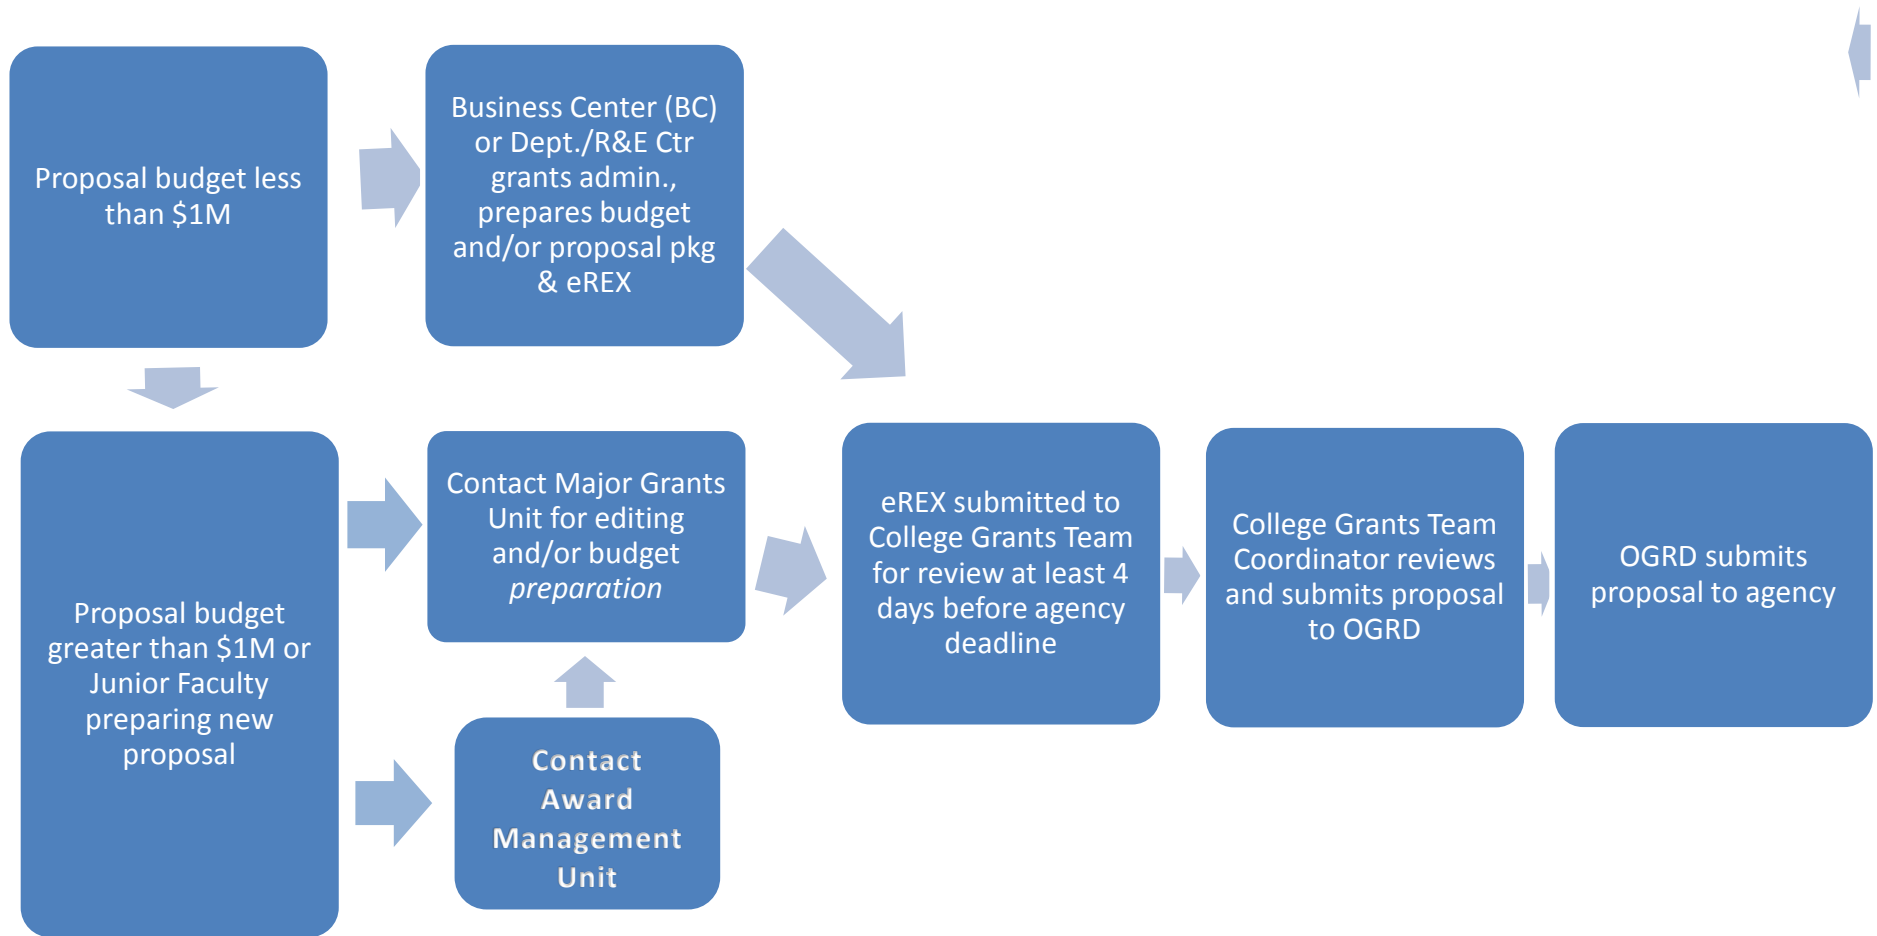 Proposal budget less
than $1M
Business Center (BC)
or Dept./R&E Ctr
grants admin.,
prepares budget
and/or proposal pkg
& eREX
Proposal budget
greater than $1M or
Junior Faculty
preparing new
proposal
Contact Major Grants
Unit for editing
and/or budget
preparation
Contact
Award
Management
Unit
eREX submitted to
College Grants Team
for review at least 4
days before agency
deadline
College Grants Team
Coordinator reviews
and submits proposal
to OGRD
OGRD submits
proposal to agency